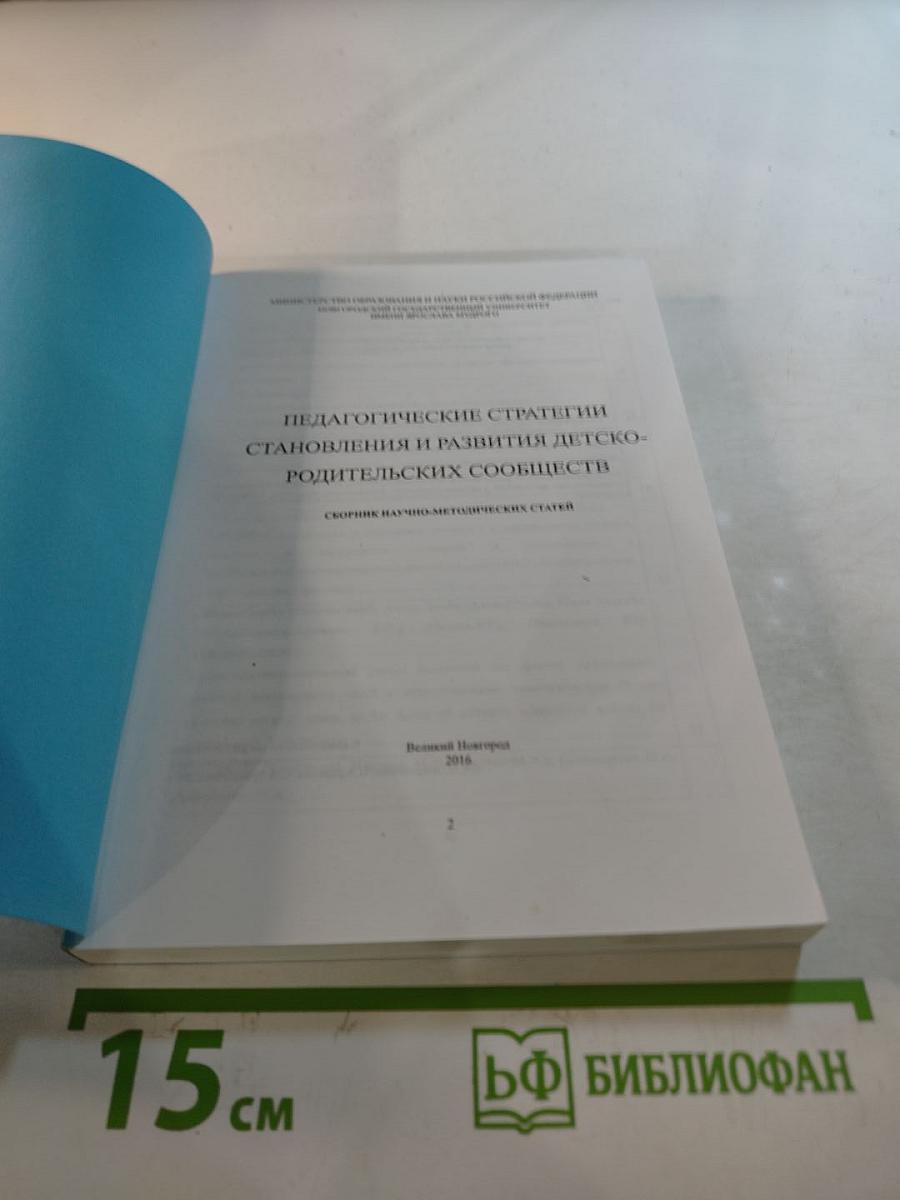 МИНИСТЕРСТВО ОБРАЗОВАНИЯ И НАУКИ РОССИЙСКОЙ ФЕДЕРАЦИИ
НОВГОРОДСКИЙ ГОСУДАРСТВЕННЫЙ УНИВЕРСИТЕТ
ИМЕНИ ЯРОСЛАВА МУДРОГО
ПЕДАГОГИЧЕСКИЕ СТРАТЕГИИ
СТАНОВЛЕНИЯ И РАЗВИТИЯ ДЕТСКО-
РОДИТЕЛЬСКИХ СООБЩЕСТВ
СБОРНИК НАУЧНО-МЕТОДИЧЕСКИХ СТАТЕЙ
Великий Новгород
2016
2
15 см
БФ БИБЛИОФАН